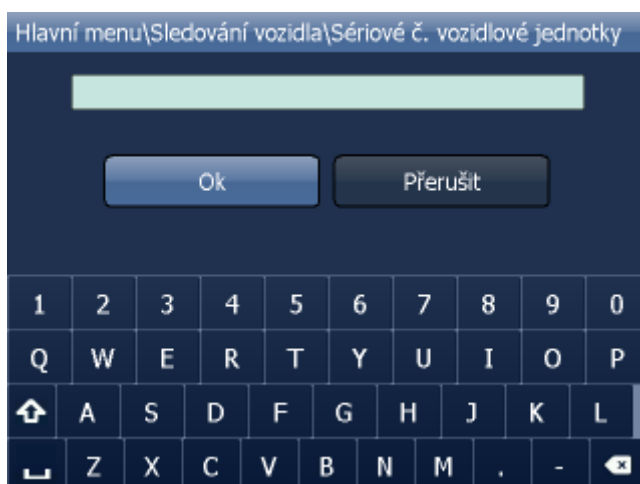 Hlavní menu\Sledování vozidla\Sériové č. vozidlové jednotky
Ok Přerušit
1 2 3 4 5 6 7 8 9 0
Q W E R T Y U I O P
A S D F G H J K L
Z X C V B N M . -